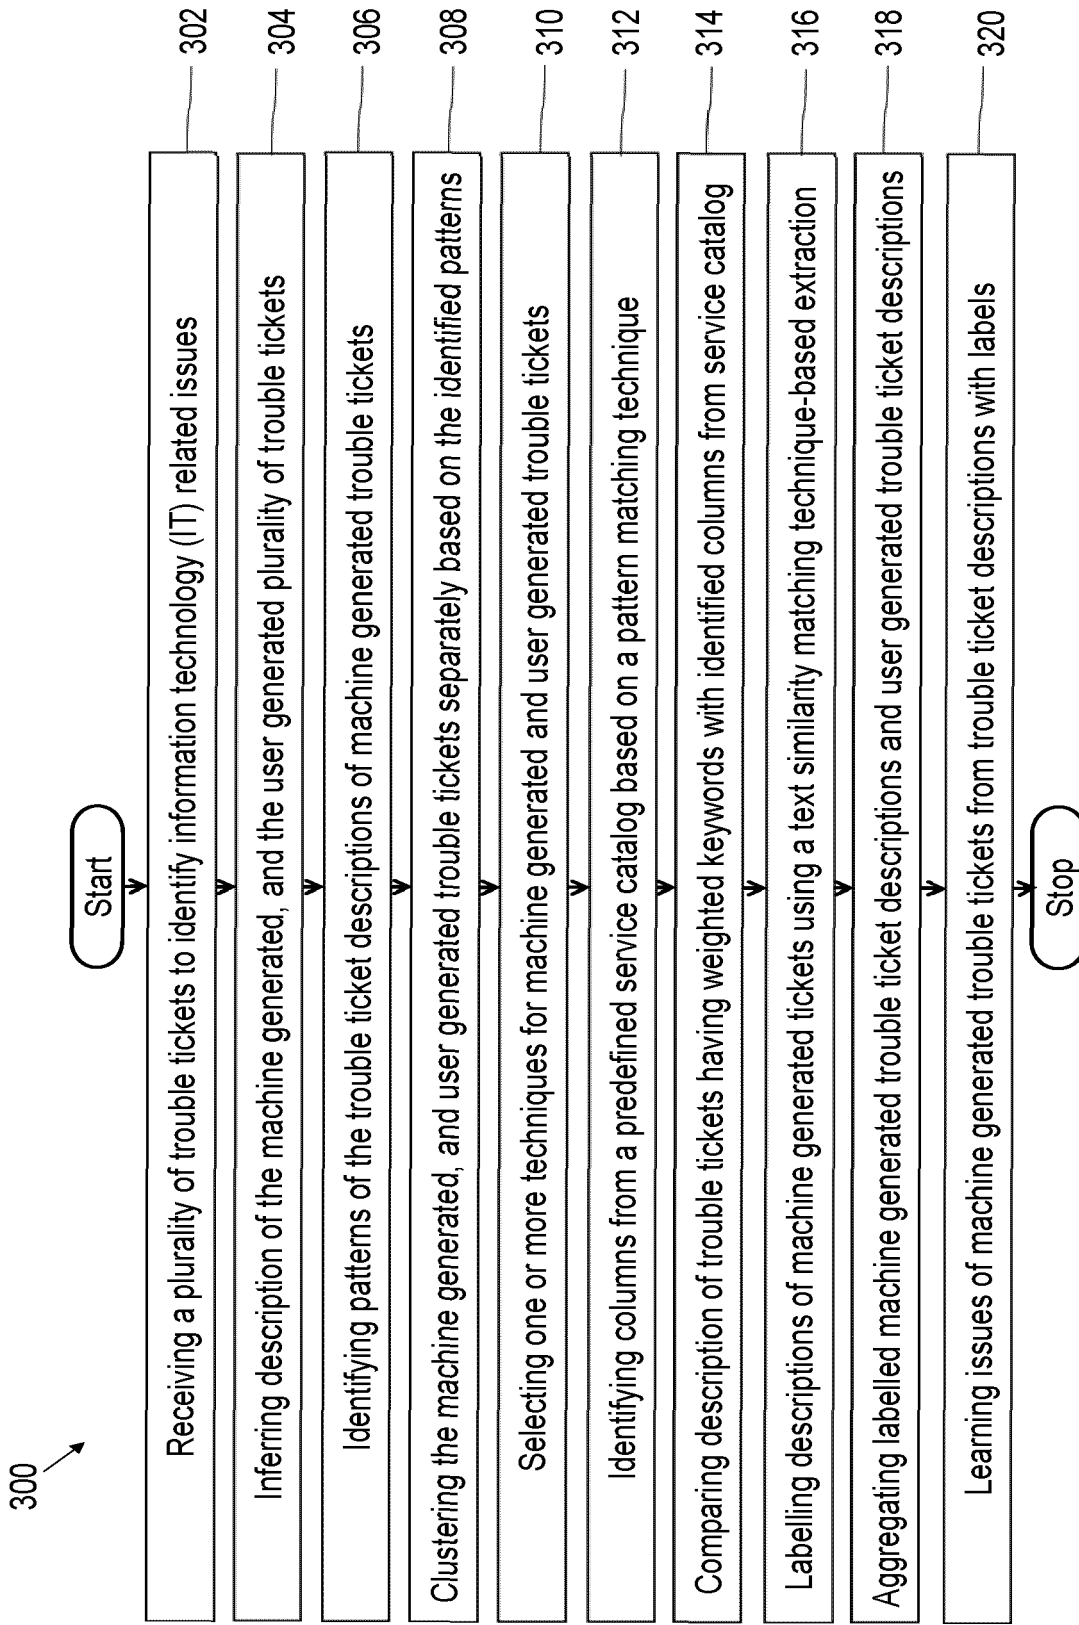 300
Start
Receiving a plurality of trouble tickets to identify information technology (IT) related issues
302
Inferring description of the machine generated, and the user generated plurality of trouble tickets
304
Identifying patterns of the trouble ticket descriptions of machine generated trouble tickets
306
Clustering the machine generated, and user generated trouble tickets separately based on the identified patterns
308
Selecting one or more techniques for machine generated and user generated trouble tickets
310
Identifying columns from a predefined service catalog based on a pattern matching technique
312
Comparing description of trouble tickets having weighted keywords with identified columns from service catalog
314
Labelling descriptions of machine generated tickets using a text similarity matching technique-based extraction
316
Aggregating labelled machine generated trouble ticket descriptions and user generated trouble ticket descriptions
318
Learning issues of machine generated trouble tickets from trouble ticket descriptions with labels
320
Stop